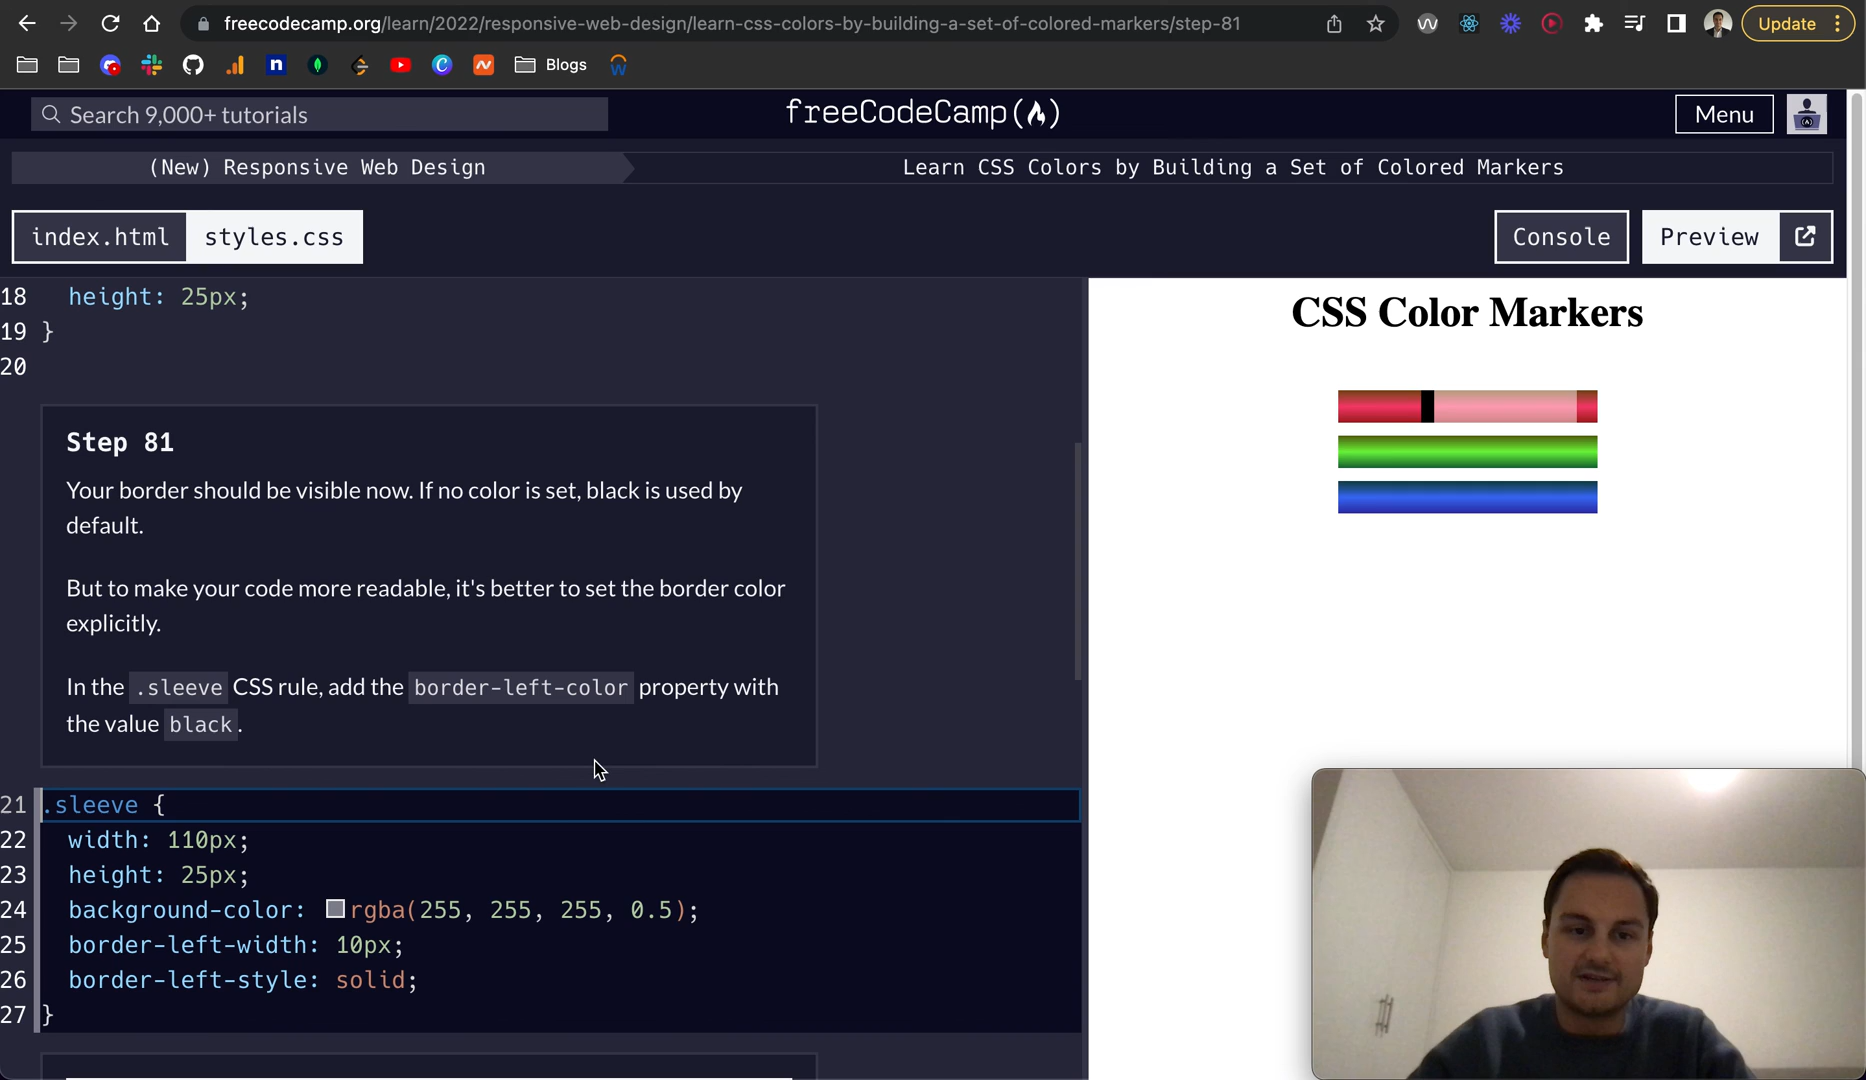 freecodecamp.org/learn/2022/responsive-web-design/learn-css-colors-by-building-a-set-of-colored-markers/step-81
Update
Blogs
Search 9,000+ tutorials
freeCodeCamp(🔥)
Menu
(New) Responsive Web Design
Learn CSS Colors by Building a Set of Colored Markers
index.html
styles.css
Console
Preview
18 height: 25px;
19 }
20
CSS Color Markers
Step 81
Your border should be visible now. If no color is set, black is used by
default.
But to make your code more readable, it's better to set the border color
explicitly.
In the .sleeve CSS rule, add the border-left-color property with
the value black.
21 .sleeve {
22 width: 110px;
23 height: 25px;
24 background-color: rgba(255, 255, 255, 0.5);
25 border-left-width: 10px;
26 border-left-style: solid;
27 }